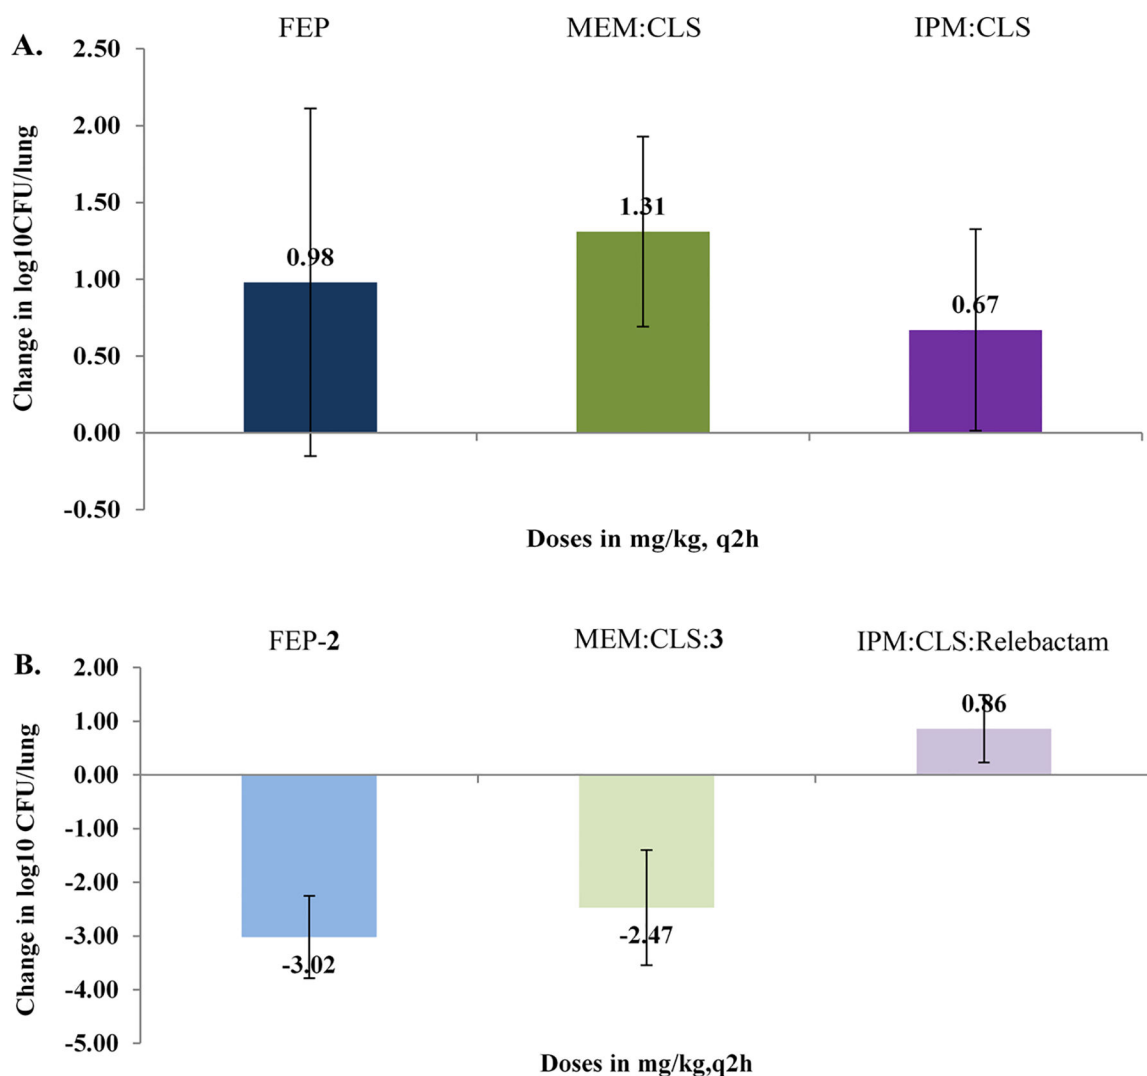 A.
FEP MEM:CLS IPM:CLS
Change in log10CFU/lung
2.50
2.00
1.50
1.00
0.50
0.00
-0.50
0.98
1.31
0.67
Doses in mg/kg, q2h
B.
FEP-2 MEM:CLS:3 IPM:CLS:Relebactam
Change in log10 CFU/lung
2.00
1.00
0.00
-1.00
-2.00
-3.00
-4.00
-5.00
-3.02
-2.47
0.86
Doses in mg/kg,q2h